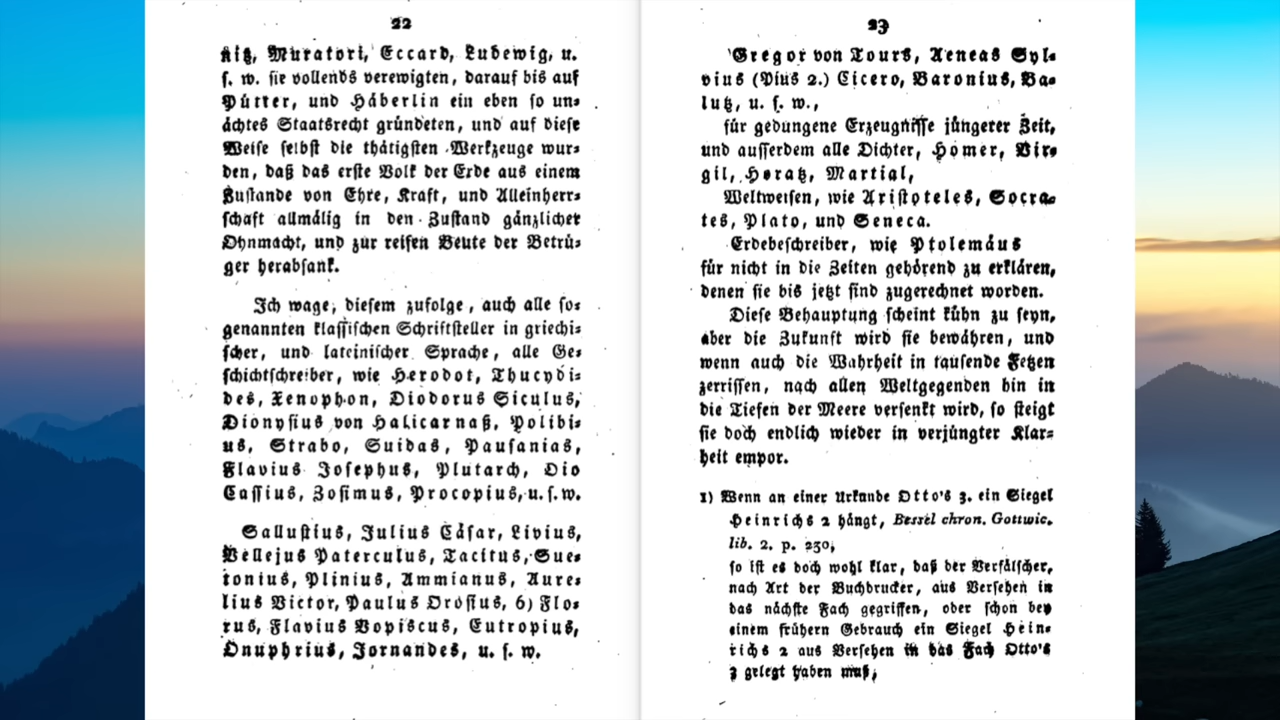 22
nitz, Muratori, Eccard, Ludewig, u.
s. w. sie vollends verewigten, darauf bis auf
Pütter, und Häberlin ein eben so un-
ächtes Staatsrecht gründeten, und auf diese
Weise selbst die thätigsten Werkzeuge wur-
den, daß das erste Volk der Erde aus einem
Zustande von Ehre, Kraft, und Alleinherr-
schaft allmälig in den Zustand gänzlicher
Ohnmacht, und zur reifen Beute der Betrü-
ger herabsank.
Ich wage, diesem zufolge, auch alle so-
genannten klassischen Schriftsteller in griechi-
scher, und lateinischer Sprache, alle Ge-
schichtschreiber, wie Herodot, Thucydi-
des, Xenophon, Diodorus Siculus,
Dionysius von Halicarnaß, Polibi-
us, Strabo, Suidas, Pausanias,
Flavius Josephus, Plutarch, Dio
Cassius, Zosimus, Procopius, u. s. w.
Sallustius, Julius Cäsar, Livius,
Vellejus Paterculus, Tacitus, Sue-
tonius, Plinius, Ammianus, Aure-
lius Victor, Paulus Orosius, 6) Flo-
rus, Flavius Vopiscus, Eutropius,
Onuphrius, Jornandes, u. s. w.
23
Gregor von Tours, Aeneas Syl-
vius (Pius 2.) Cicero, Baronius, Ba-
lutz, u. s. w.,
für gedungene Erzeugnisse jüngerer Zeit,
und ausserdem alle Dichter, Homer, Vir-
gil, Horatz, Martial,
Weltweisen, wie Aristoteles, Socra-
tes, Plato, und Seneca.
Erdebeschreiber, wie Ptolemäus
für nicht in die Zeiten gehörend zu erklären,
denen sie bis jetzt sind zugerechnet worden.
Diese Behauptung scheint kühn zu seyn,
aber die Zukunft wird sie bewähren, und
wenn auch die Wahrheit in tausende Fetzen
zerrissen, nach allen Weltgegenden hin in
die Tiefen der Meere versenkt wird, so steigt
sie doch endlich wieder in verjüngter Klar-
heit empor.
1) Wenn an einer Urkunde Otto's 3. ein Siegel
Heinrichs 2 hängt, Bessel chron. Gottwic.
lib. 2. p. 230,
so ist es doch wohl klar, daß der Verfälscher,
nach Art der Buchdrucker, aus Versehen in
das nächste Fach gegriffen, oder schon bey
einem frühern Gebrauch ein Siegel Hein-
richs 2 aus Versehen in das Fach Otto's
3 gelegt haben muß,